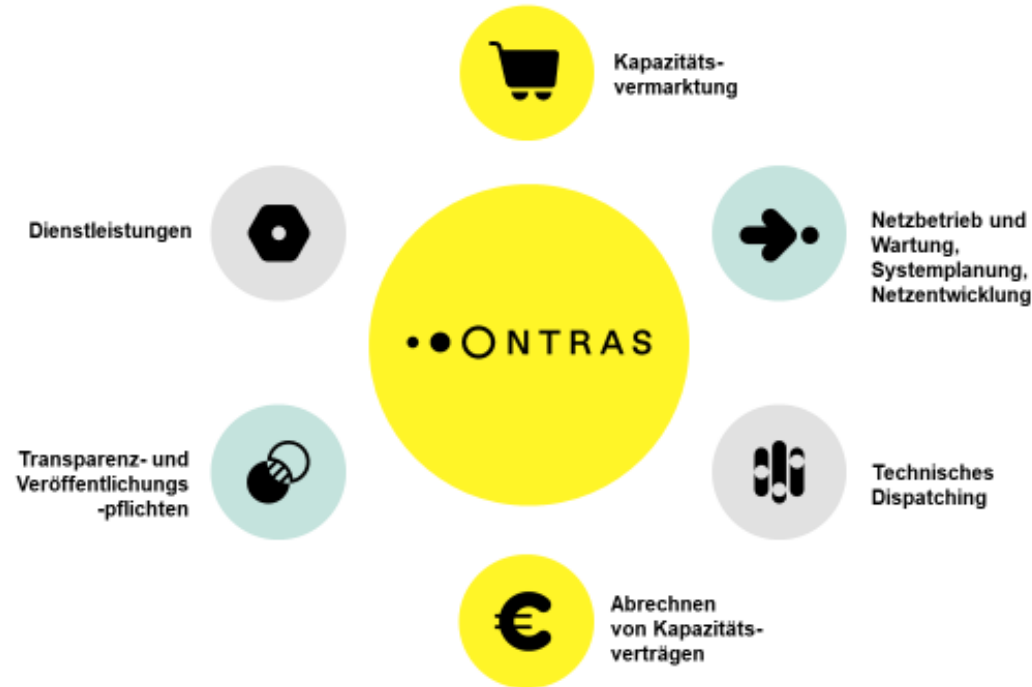 Kapazitäts-
vermarktung
Dienstleistungen
Netzbetrieb und
Wartung,
Systemplanung,
Netzentwicklung
ONTRAS
Transparenz- und
Veröffentlichungs
-pflichten
Technisches
Dispatching
€
Abrechnen
von Kapazitäts-
verträgen